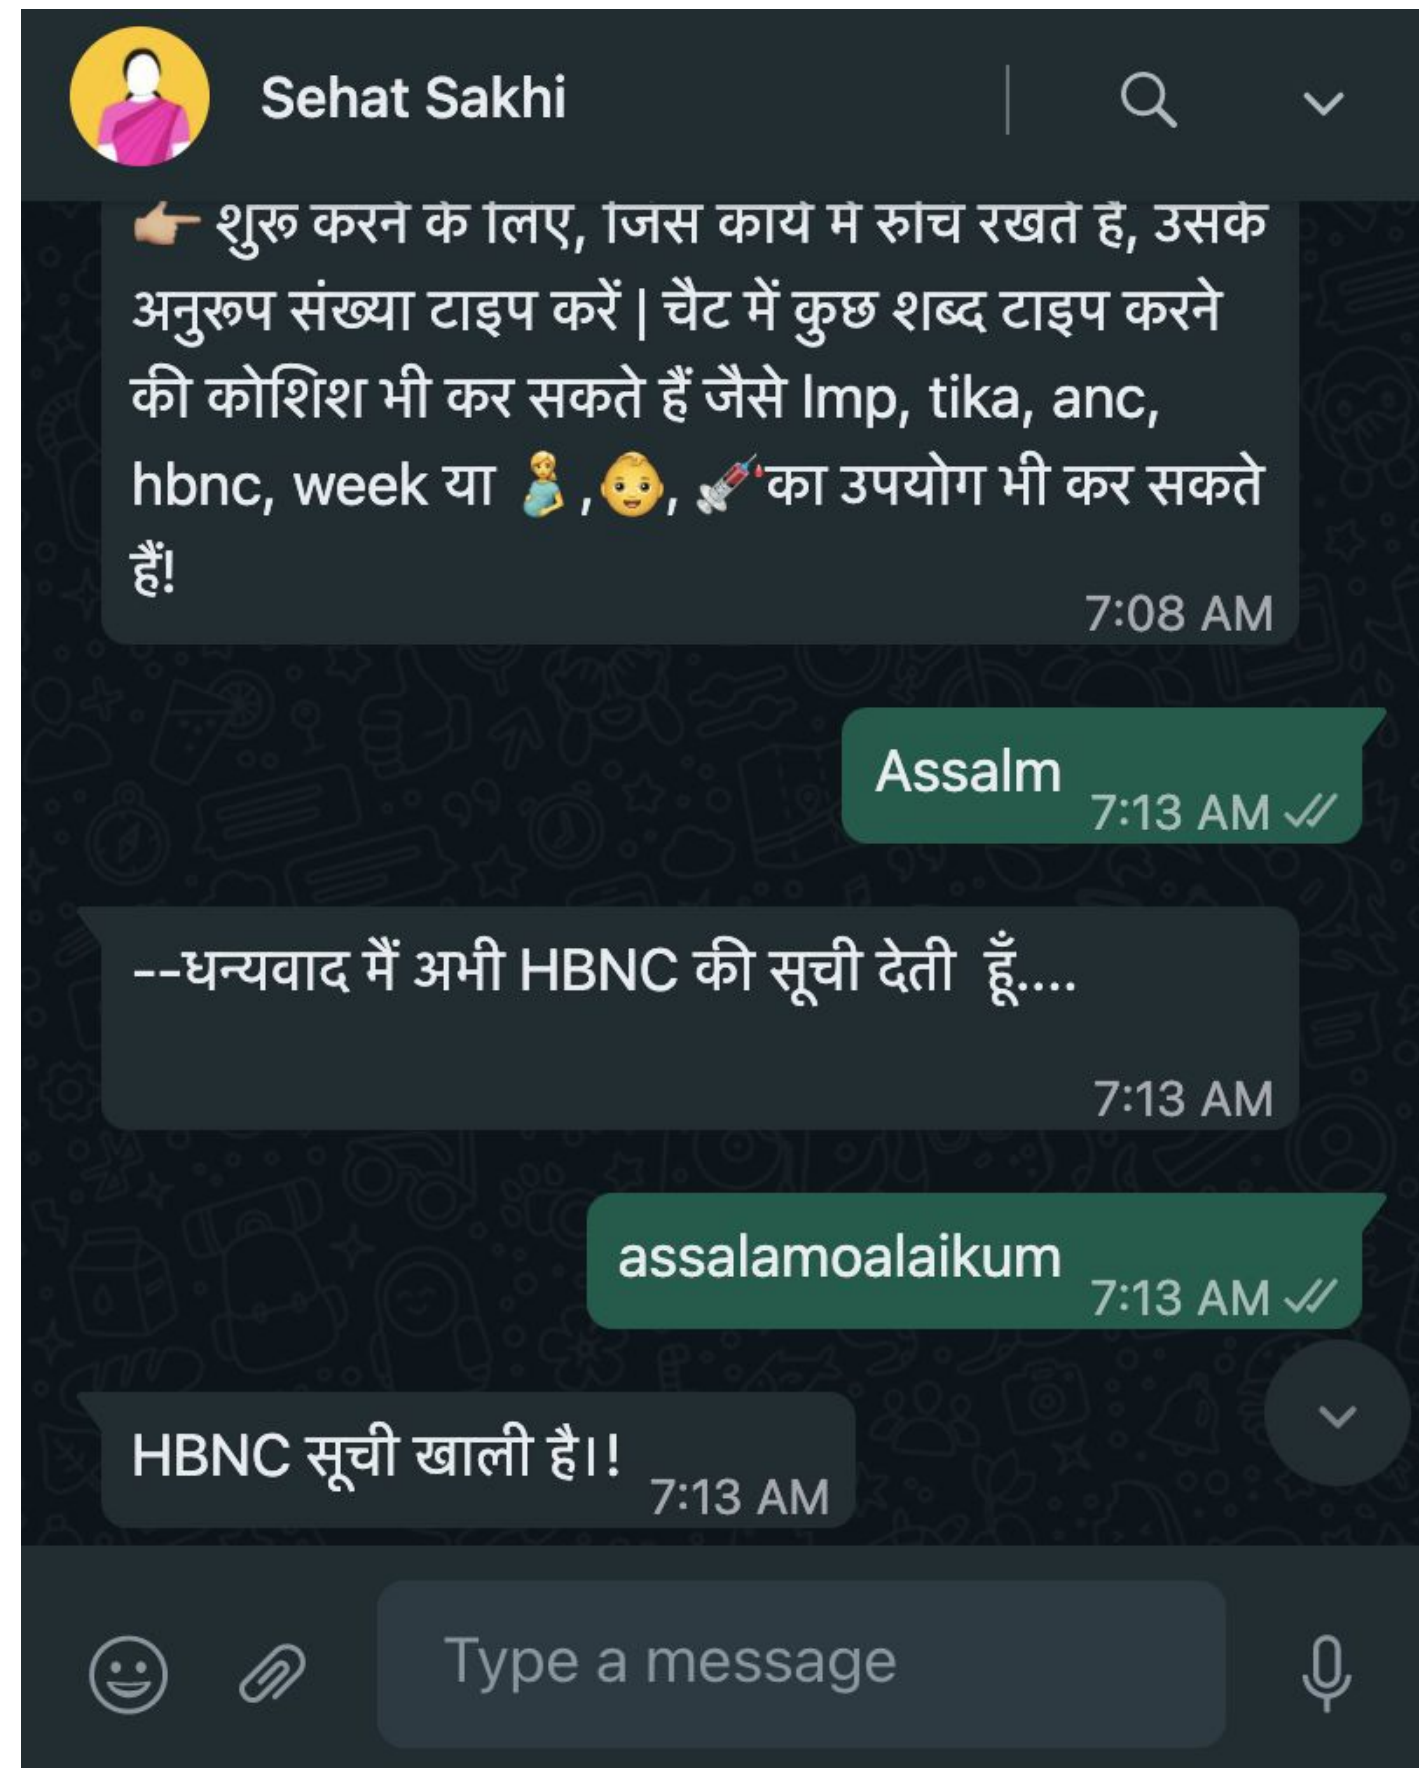 Sehat Sakhi
👉🏼 शुरू करने के लिए, जिस कार्य में रुचि रखते हैं, उसके
अनुरूप संख्या टाइप करें | चैट में कुछ शब्द टाइप करने
की कोशिश भी कर सकते हैं जैसे lmp, tika, anc,
hbnc, week या 🤰🏼 ,👶, 💉का उपयोग भी कर सकते
हैं!
7:08 AM
Assalm
7:13 AM
--धन्यवाद मैं अभी HBNC की सूची देती  हूँ....
7:13 AM
assalamoalaikum
7:13 AM
HBNC सूची खाली है।!
7:13 AM
Type a message